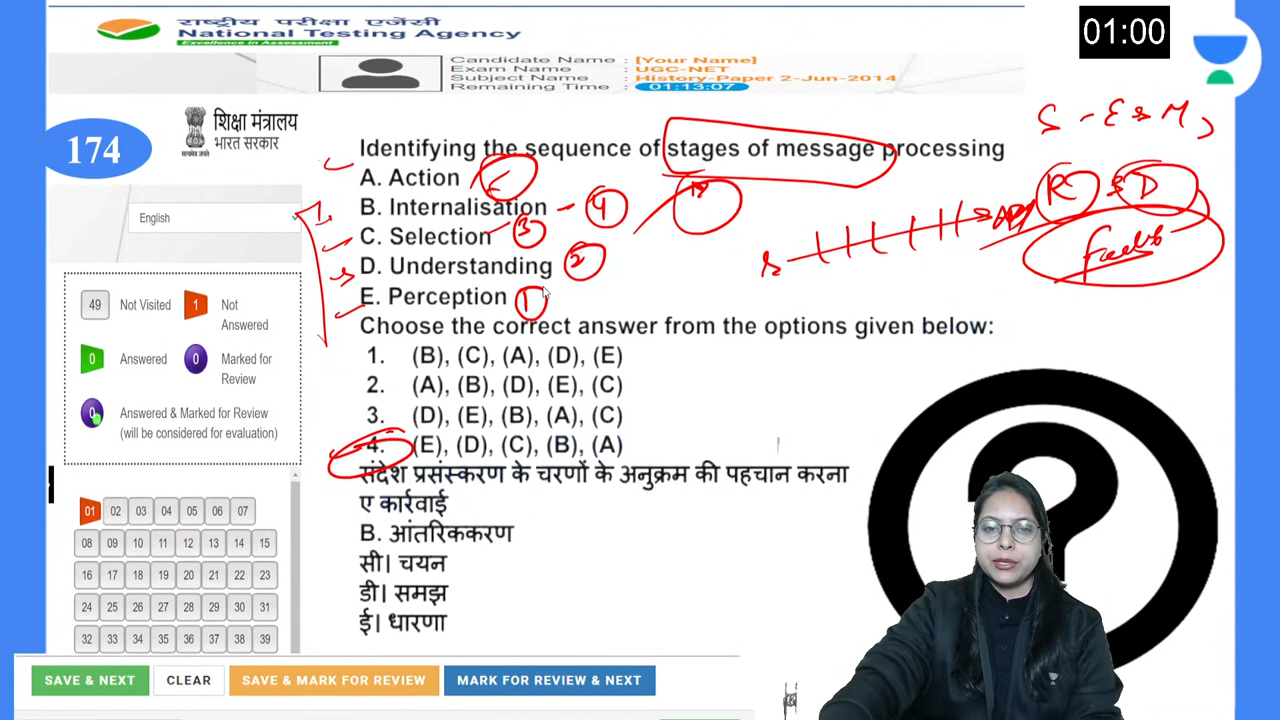 राष्ट्रीय परीक्षा एजेंसी
National Testing Agency
Excellence in Assessment
01:00
Candidate Name : [Your Name]
Exam Name : UGC-NET
Subject Name : History-Paper 2-Jun-2014
Remaining Time : 01:13:07
शिक्षा मंत्रालय
भारत सरकार
174
English
49 Not Visited 1 Not Answered
0 Answered 0 Marked for Review
0 Answered & Marked for Review (will be considered for evaluation)
Identifying the sequence of stages of message processing
A. Action
B. Internalisation 4
C. Selection 3
D. Understanding 2
E. Perception 1
Choose the correct answer from the options given below:
1. (B), (C), (A), (D), (E)
2. (A), (B), (D), (E), (C)
3. (D), (E), (B), (A), (C)
4. (E), (D), (C), (B), (A)
संदेश प्रसंस्करण के चरणों के अनुक्रम की पहचान करना
ए कार्रवाई
B. आंतरिककरण
सी। चयन
डी। समझ
ई। धारणा
S - E S M
R D
01 02 03 04 05 06 07
08 09 10 11 12 13 14 15
16 17 18 19 20 21 22 23
24 25 26 27 28 29 30 31
32 33 34 35 36 37 38 39
SAVE & NEXT CLEAR SAVE & MARK FOR REVIEW MARK FOR REVIEW & NEXT